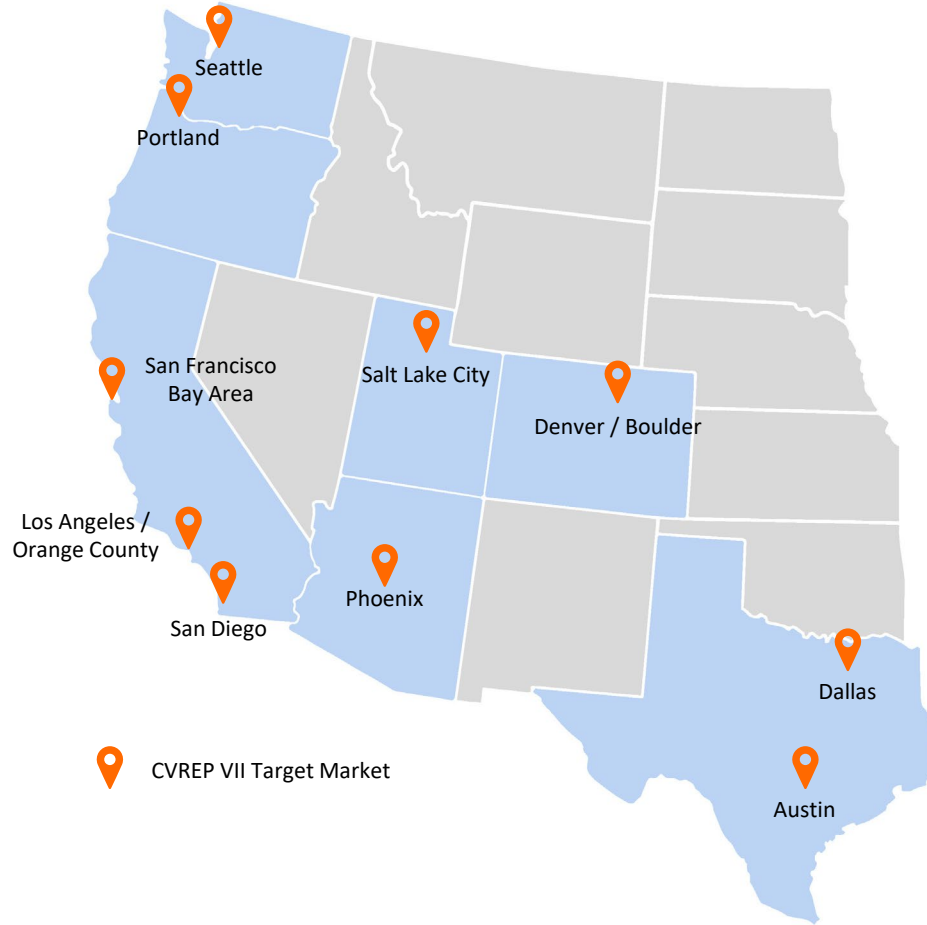 Seattle
Portland
San Francisco
Bay Area
Salt Lake City
Denver / Boulder
Los Angeles /
Orange County
San Diego
Phoenix
Dallas
Austin
CVREP VII Target Market